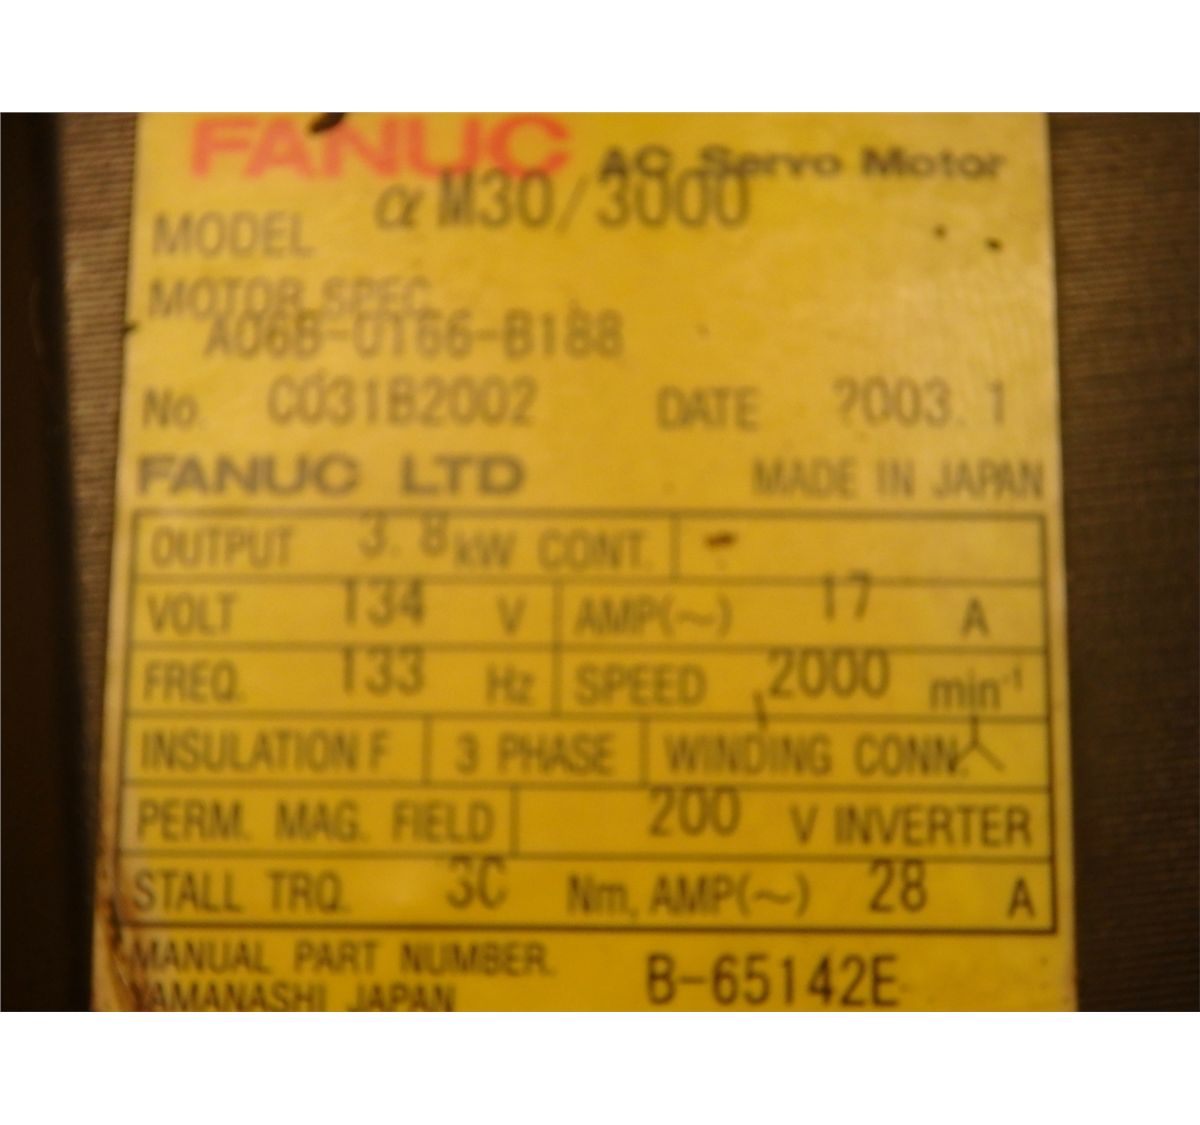 FANUC AC Servo Motor
MODEL α M30/3000
MOTOR SPEC.
A06B-0166-B188
No. C031B2002 DATE 2003.1
FANUC LTD MADE IN JAPAN
OUTPUT 3.8 kW CONT.
VOLT 134 V AMP(~) 17 A
FREQ. 133 Hz SPEED 2000 min⁻¹
INSULATION F 3 PHASE WINDING CONN.
PERM. MAG. FIELD 200 V INVERTER
STALL TRQ. 30 Nm, AMP(~) 28 A
MANUAL PART NUMBER. B-65142E
YAMANASHI JAPAN